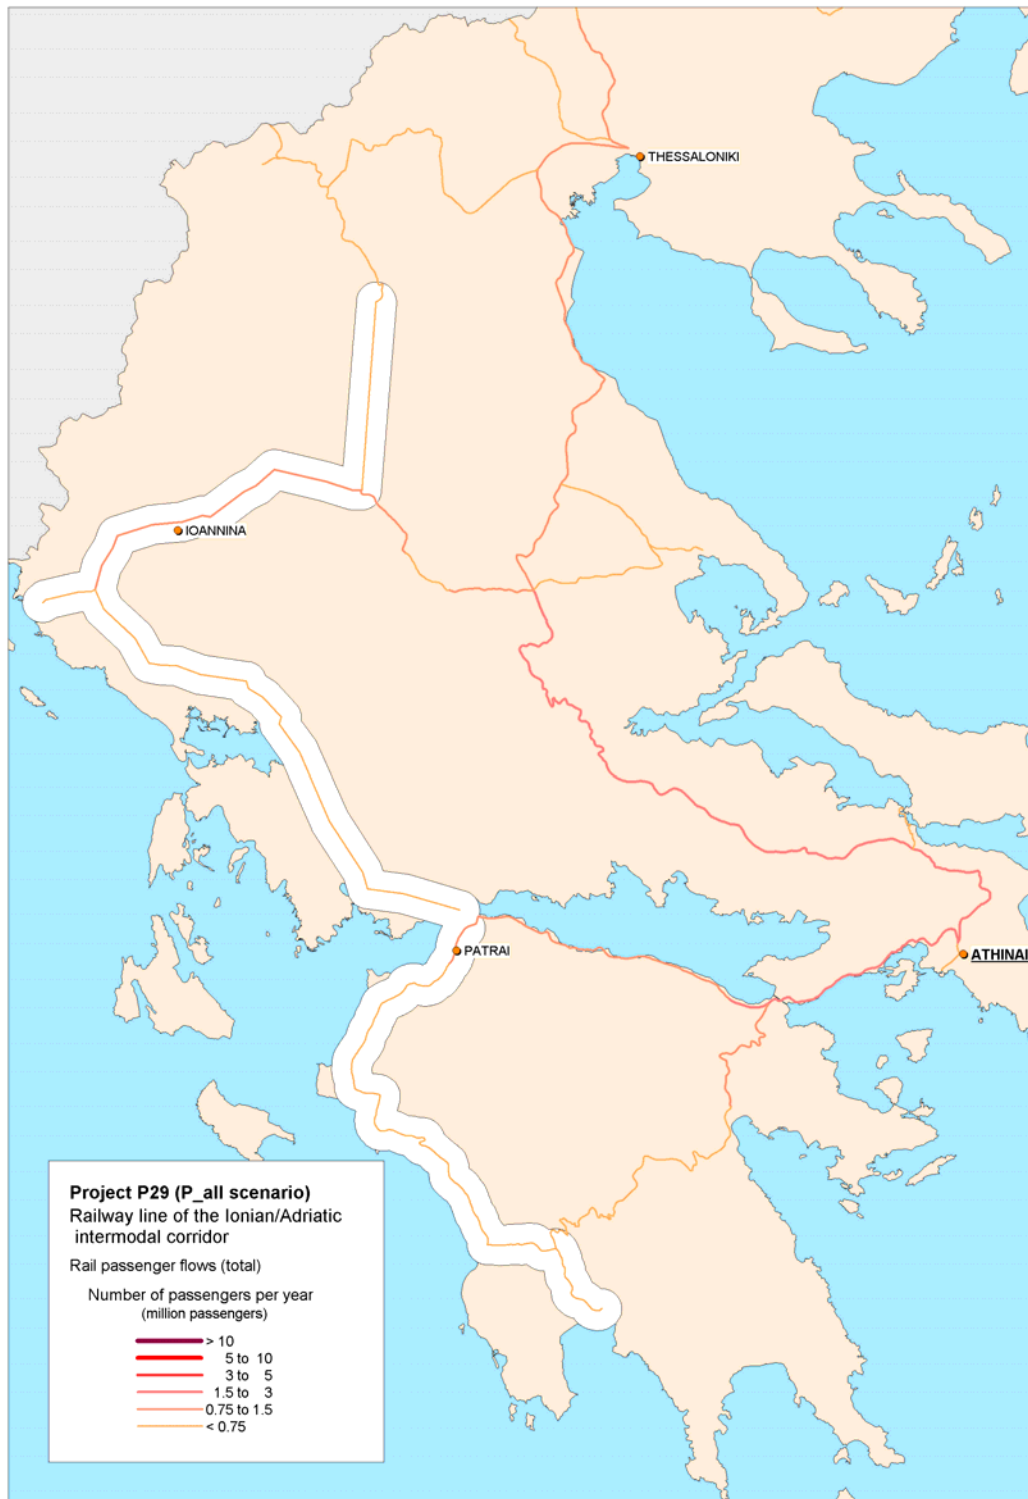 THESSALONIKI
IOANNINA
PATRAI
ATHINAI
Project P29 (P_all scenario)
Railway line of the Ionian/Adriatic
intermodal corridor
Rail passenger flows (total)
Number of passengers per year
(million passengers)
> 10
5 to 10
3 to 5
1.5 to 3
0.75 to 1.5
< 0.75